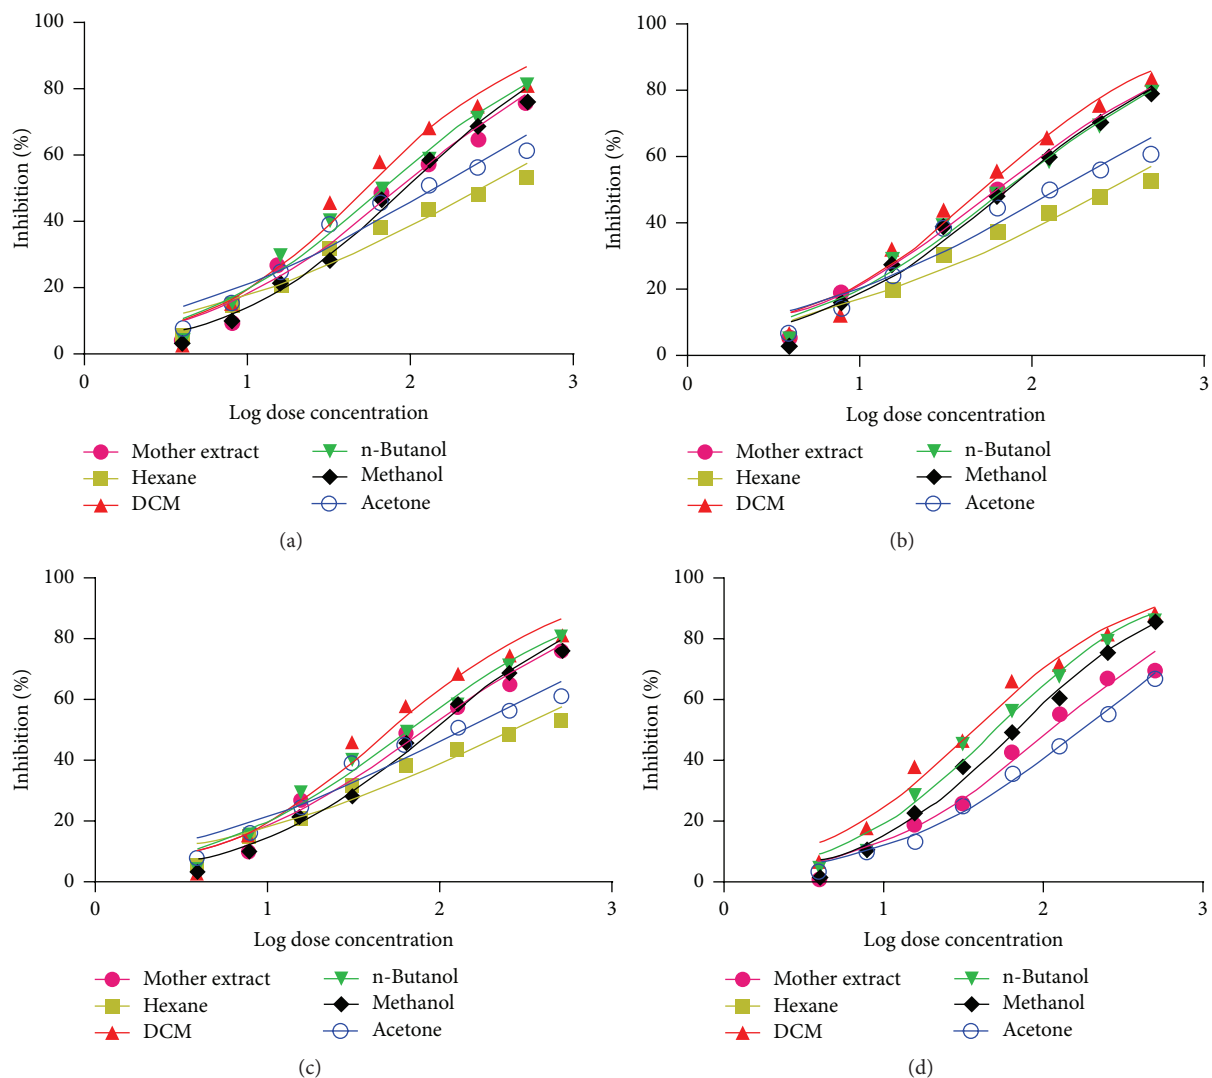 100
80
60
40
20
0
Inhibition (%)
0 1 2 3
Log dose concentration
Mother extract
Hexane
DCM
n-Butanol
Methanol
Acetone
(a)
100
80
60
40
20
0
Inhibition (%)
0 1 2 3
Log dose concentration
Mother extract
Hexane
DCM
n-Butanol
Methanol
Acetone
(b)
100
80
60
40
20
0
Inhibition (%)
0 1 2 3
Log dose concentration
Mother extract
Hexane
DCM
n-Butanol
Methanol
Acetone
(c)
100
80
60
40
20
0
Inhibition (%)
0 1 2 3
Log dose concentration
Mother extract
Hexane
DCM
n-Butanol
Methanol
Acetone
(d)